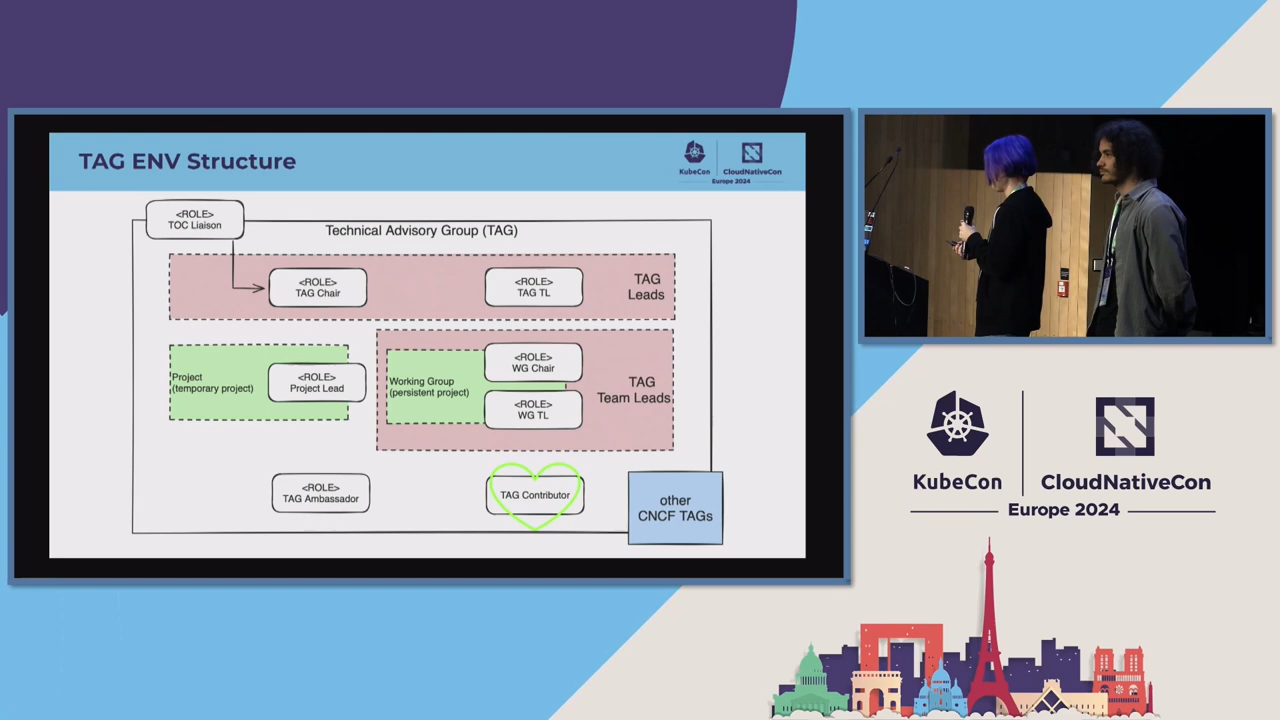 TAG ENV Structure
KubeCon
CloudNativeCon
Europe 2024
<ROLE>
TOC Liaison
Technical Advisory Group (TAG)
<ROLE>
TAG Chair
<ROLE>
TAG TL
TAG
Leads
Project
(temporary project)
<ROLE>
Project Lead
Working Group
(persistent project)
<ROLE>
WG Chair
<ROLE>
WG TL
TAG
Team Leads
<ROLE>
TAG Ambassador
TAG Contributor
other
CNCF TAGs
KubeCon
CloudNativeCon
Europe 2024